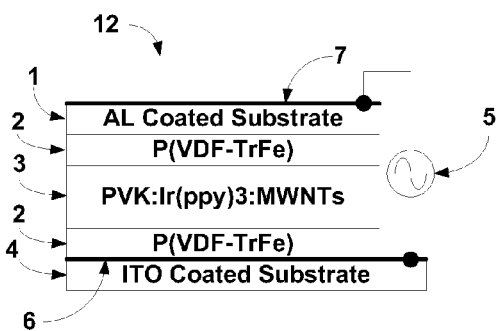 12
7
1
AL Coated Substrate
2
P(VDF-TrFe)
5
3
PVK:Ir(ppy)3:MWNTs
2
P(VDF-TrFe)
4
ITO Coated Substrate
6